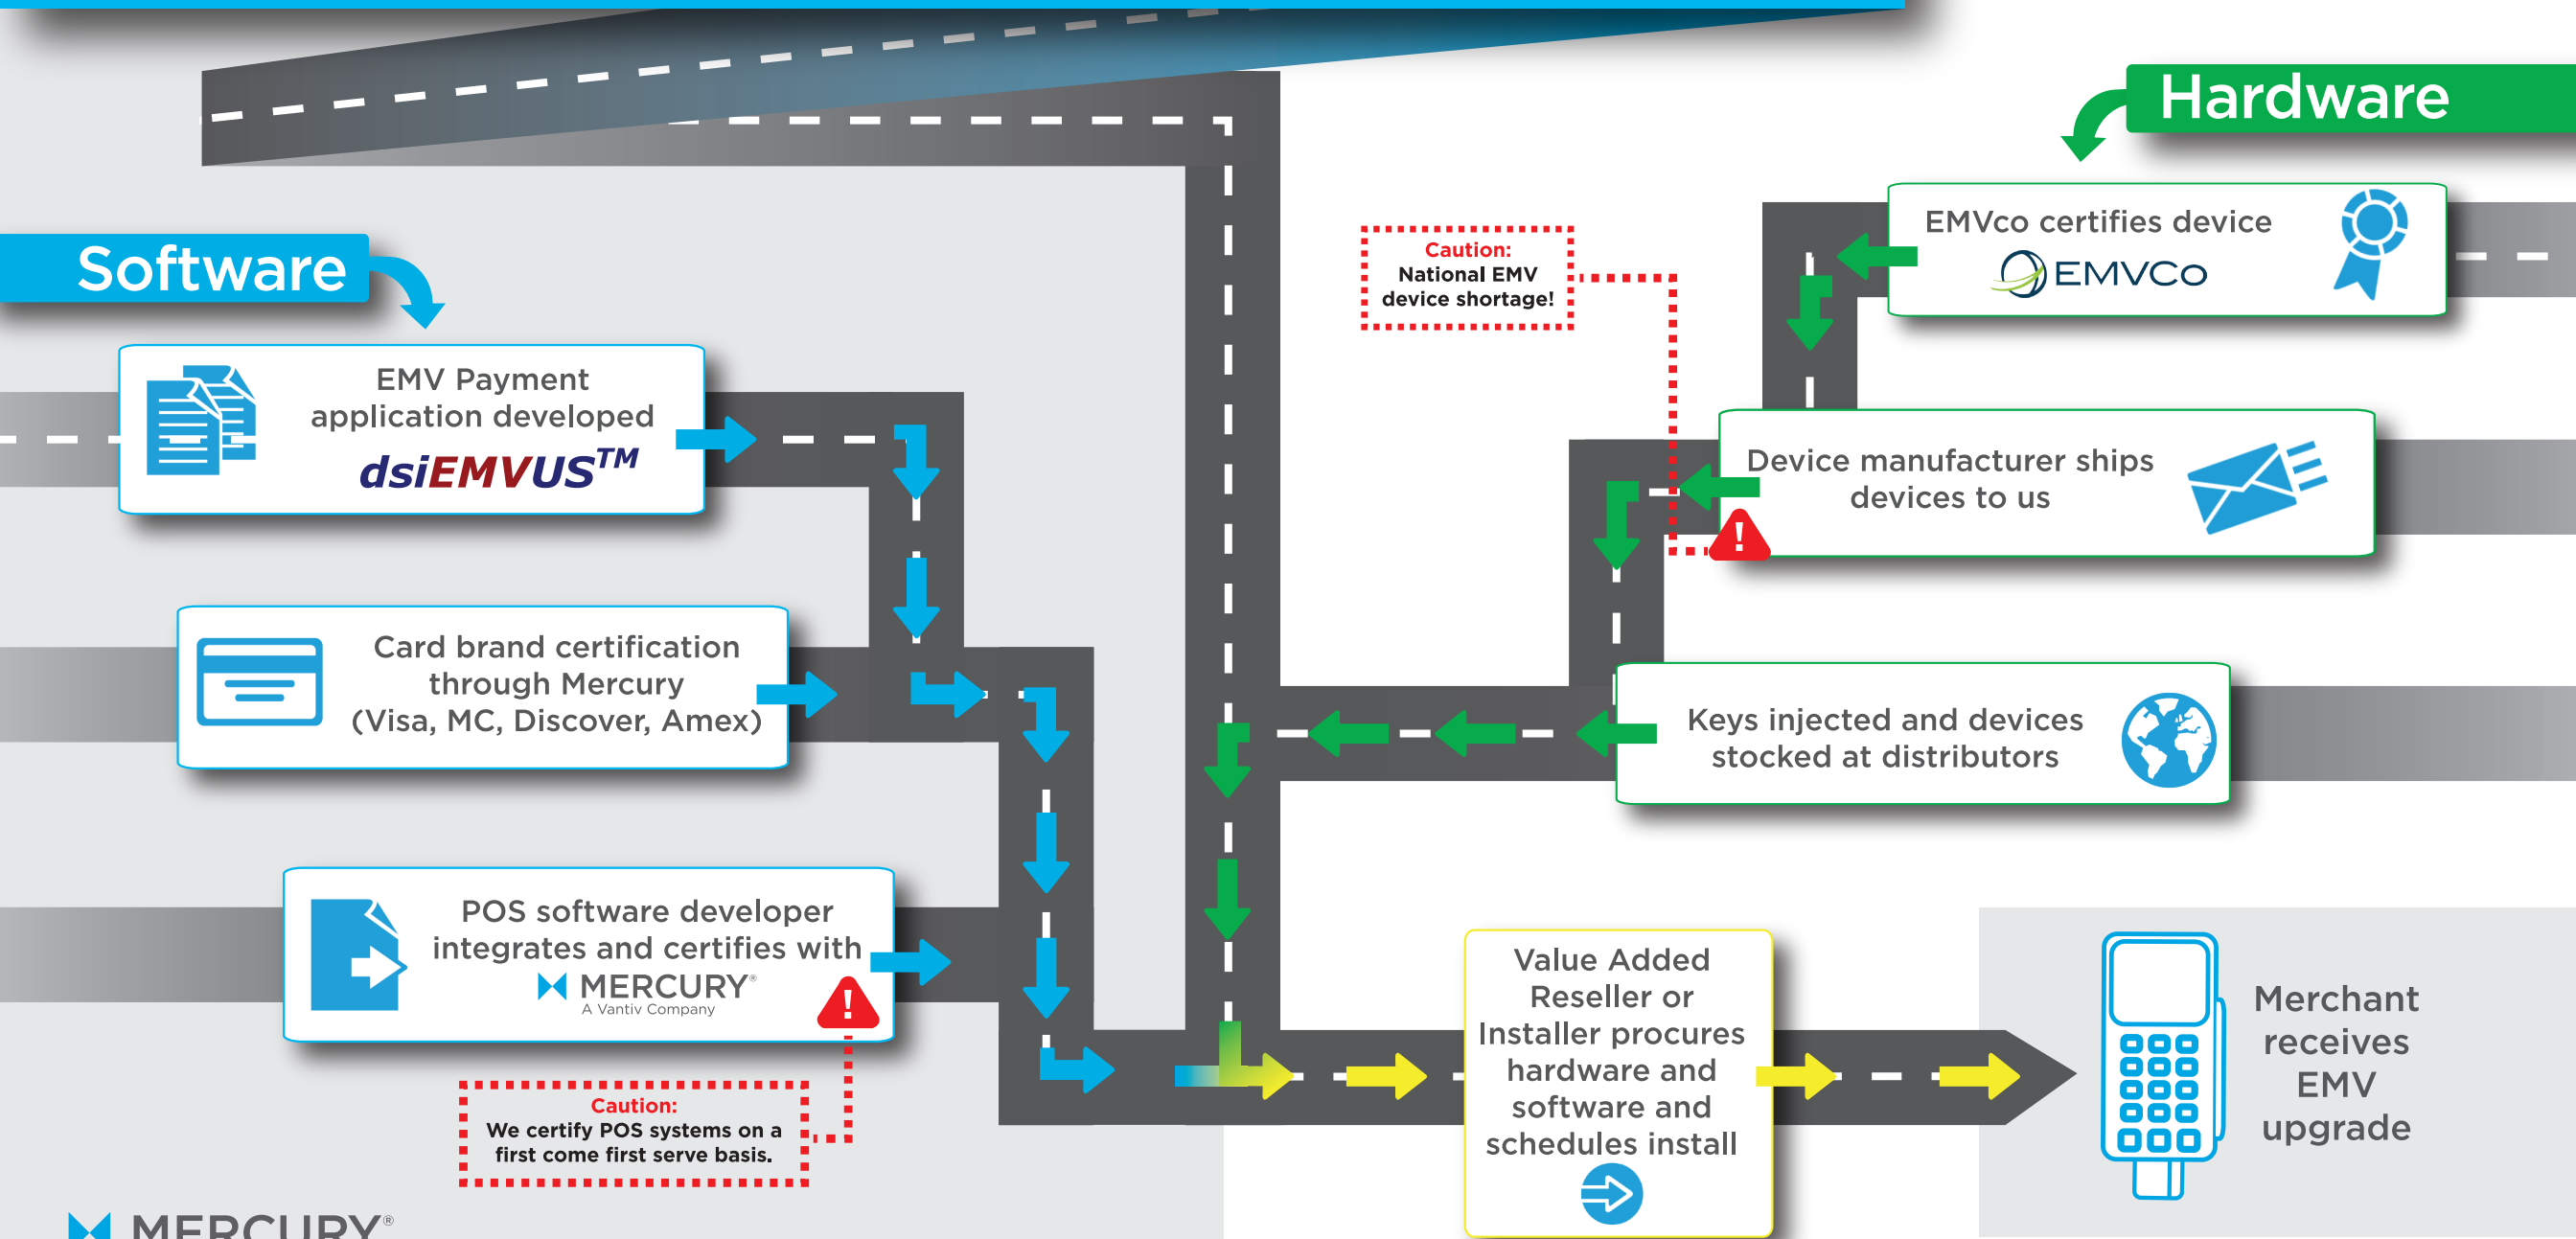 Hardware
EMVco certifies device
EMVCo
Caution:
National EMV
device shortage!
Software
EMV Payment
application developed
dsiEMVUS™
Device manufacturer ships
devices to us
!
Card brand certification
through Mercury
(Visa, MC, Discover, Amex)
Keys injected and devices
stocked at distributors
POS software developer
integrates and certifies with
MERCURY®
A Vantiv Company
!
Caution:
We certify POS systems on a
first come first serve basis.
Value Added
Reseller or
Installer procures
hardware and
software and
schedules install
Merchant
receives
EMV
upgrade
MERCURY®